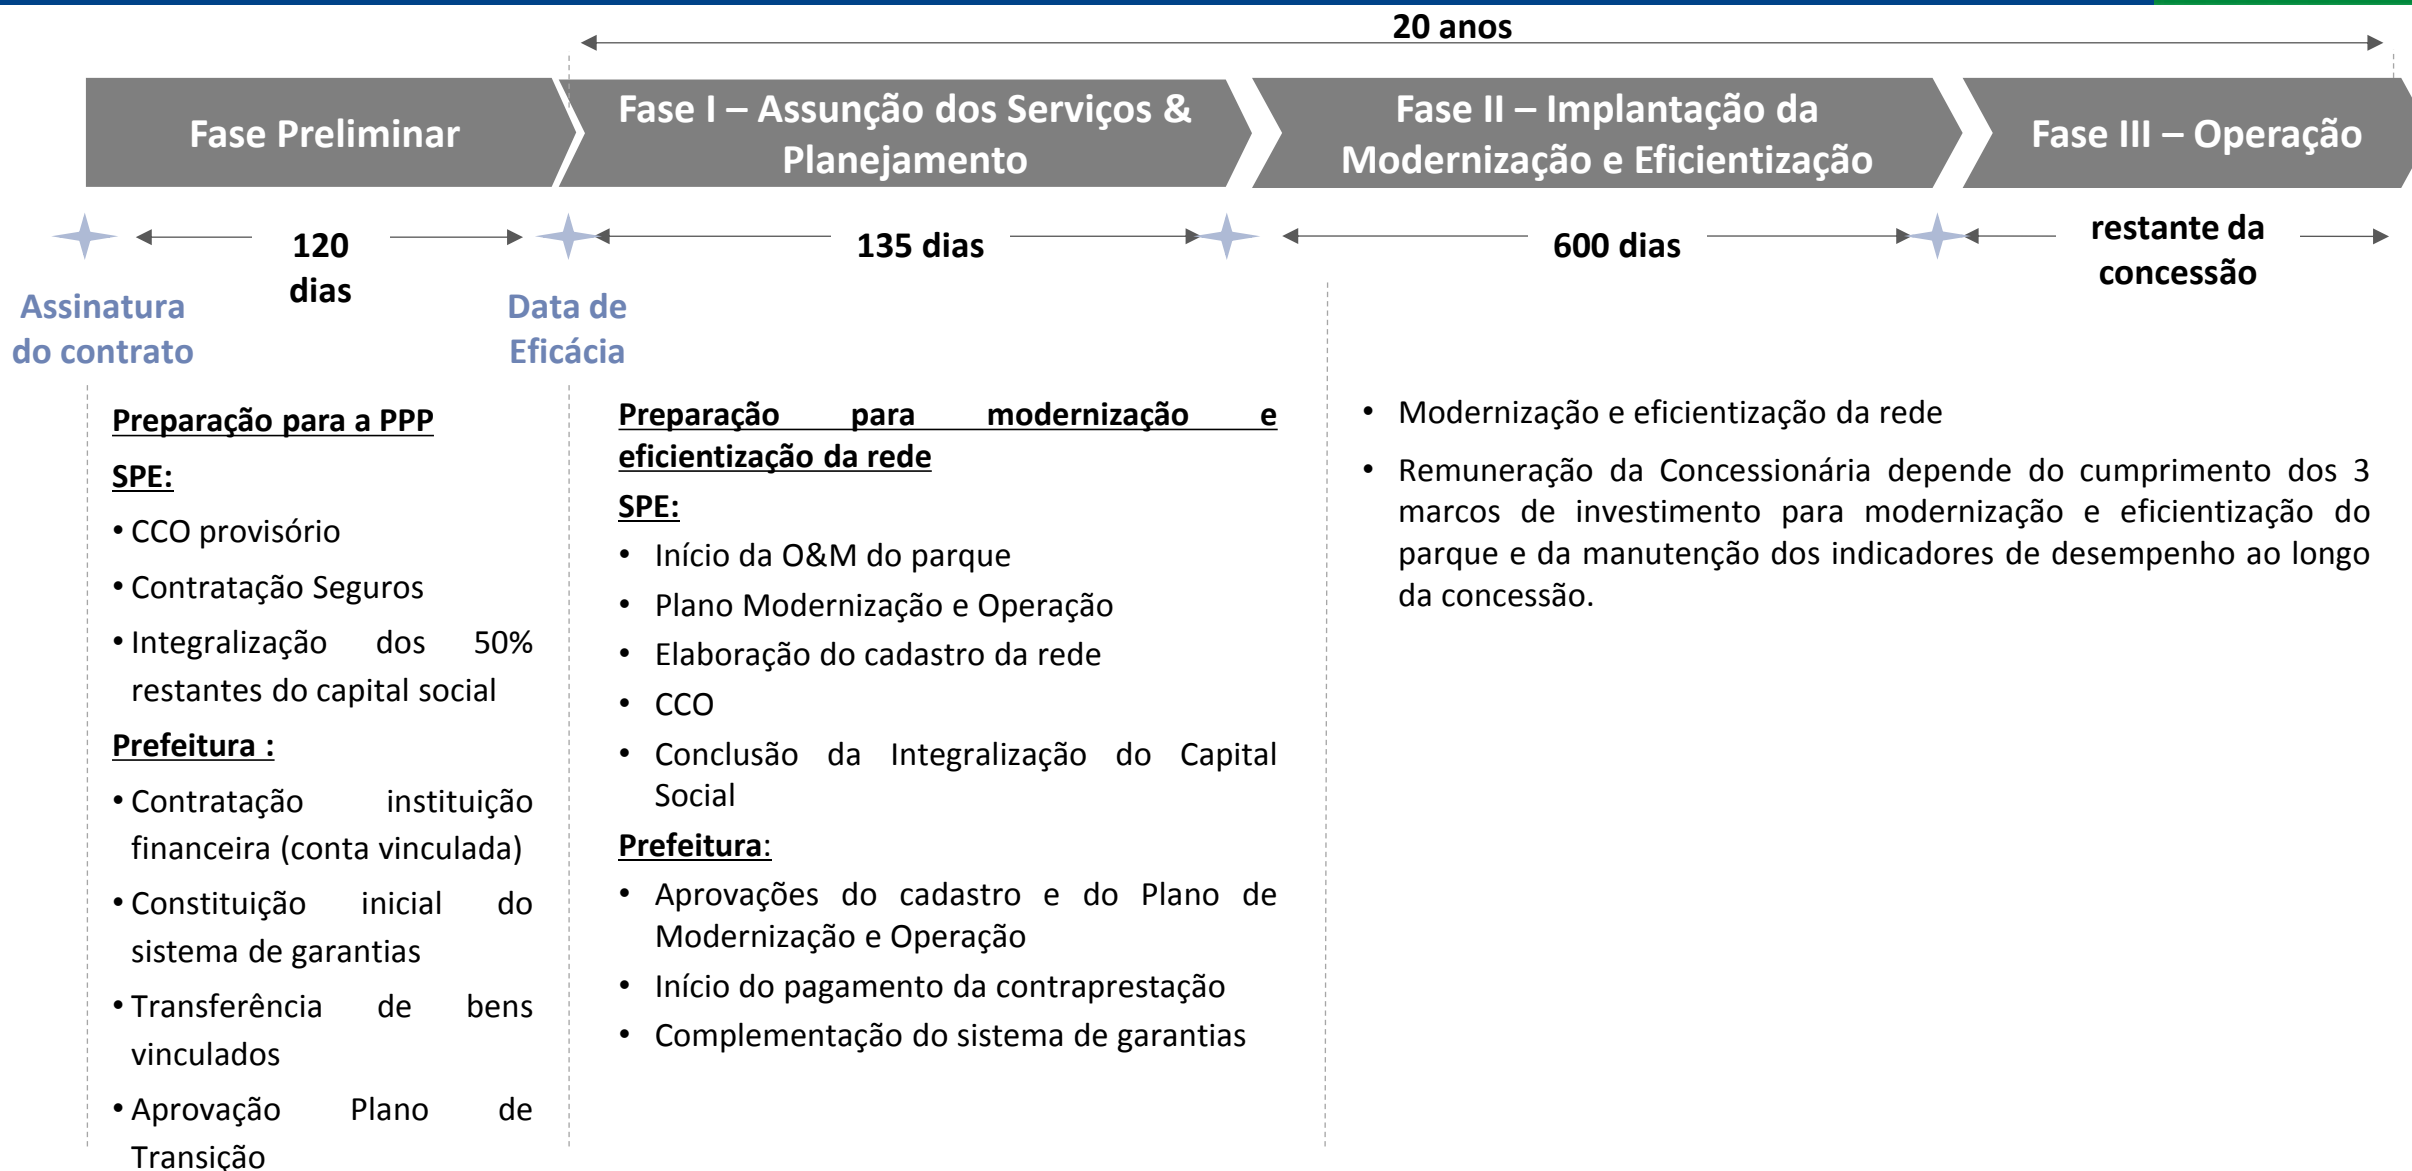 20 anos
Fase Preliminar
Fase I – Assunção dos Serviços &
Planejamento
Fase II – Implantação da
Modernização e Eficientização
Fase III – Operação
120
dias
135 dias
600 dias
restante da
concessão
Assinatura
do contrato
Data de
Eficácia
Preparação para a PPP
SPE:
• CCO provisório
• Contratação Seguros
• Integralização dos 50%
restantes do capital social
Prefeitura :
• Contratação instituição
financeira (conta vinculada)
• Constituição inicial do
sistema de garantias
• Transferência de bens
vinculados
• Aprovação Plano de
Transição
Preparação para modernização e
eficientização da rede
SPE:
• Início da O&M do parque
• Plano Modernização e Operação
• Elaboração do cadastro da rede
• CCO
• Conclusão da Integralização do Capital
Social
Prefeitura:
• Aprovações do cadastro e do Plano de
Modernização e Operação
• Início do pagamento da contraprestação
• Complementação do sistema de garantias
• Modernização e eficientização da rede
• Remuneração da Concessionária depende do cumprimento dos 3
marcos de investimento para modernização e eficientização do
parque e da manutenção dos indicadores de desempenho ao longo
da concessão.